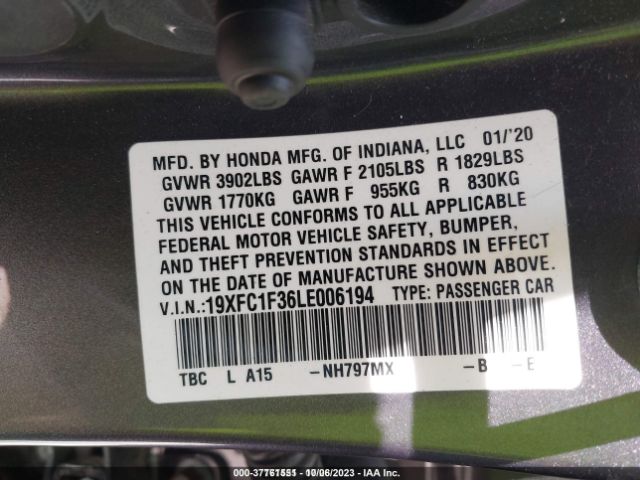 MFD. BY HONDA MFG. OF INDIANA, LLC 01/'20
GVWR 3902LBS GAWR F 2105LBS R 1829LBS
GVWR 1770KG GAWR F 955KG R 830KG
THIS VEHICLE CONFORMS TO ALL APPLICABLE
FEDERAL MOTOR VEHICLE SAFETY, BUMPER,
AND THEFT PREVENTION STANDARDS IN EFFECT
ON THE DATE OF MANUFACTURE SHOWN ABOVE.
V.I.N.:19XFC1F36LE006194 TYPE: PASSENGER CAR
TBC L A15 -NH797MX -B -E
000-37761551 - 10/06/2023 - IAA Inc.